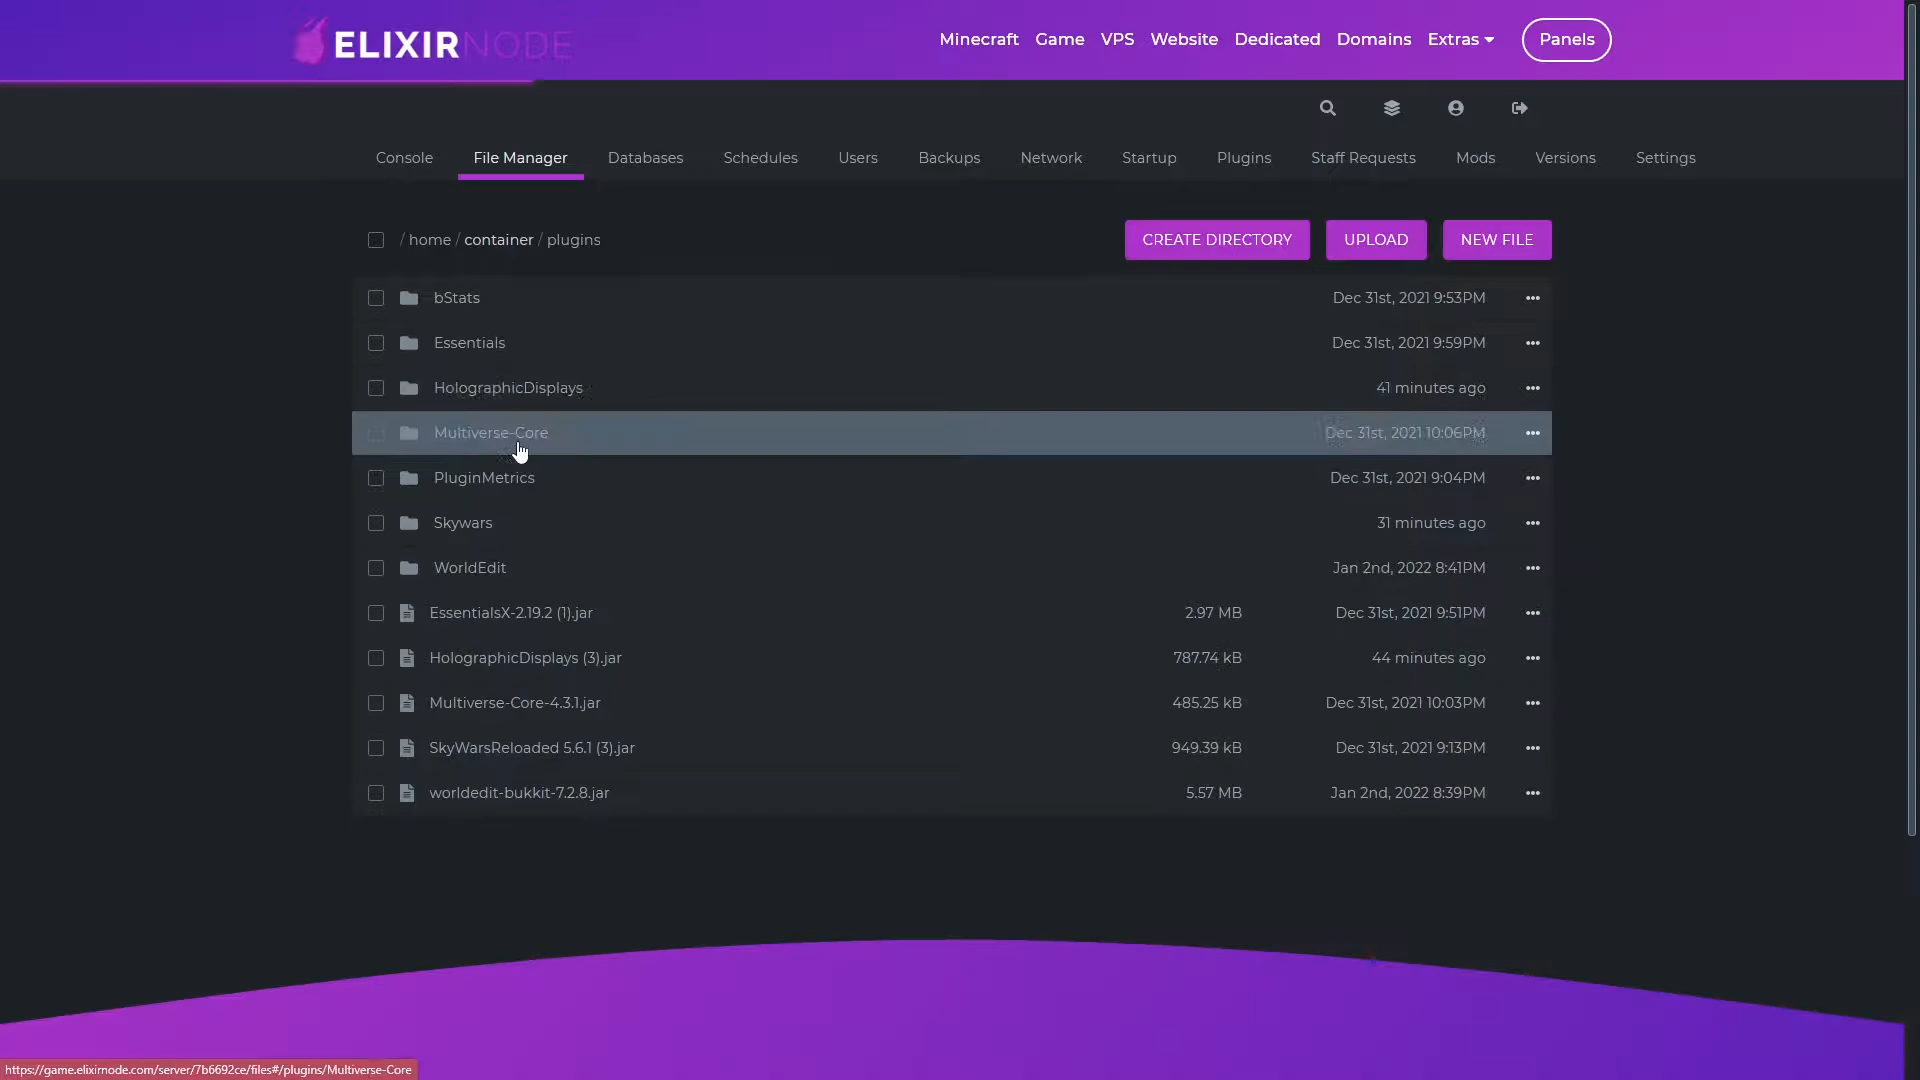 ELIXIRNODE
Minecraft Game VPS Website Dedicated Domains Extras Panels
Console File Manager Databases Schedules Users Backups Network Startup Plugins Staff Requests Mods Versions Settings
/ home / container / plugins
CREATE DIRECTORY UPLOAD NEW FILE
bStats Dec 31st, 2021 9:53PM
Essentials Dec 31st, 2021 9:59PM
HolographicDisplays 41 minutes ago
Multiverse-Core Dec 31st, 2021 10:06PM
PluginMetrics Dec 31st, 2021 9:04PM
Skywars 31 minutes ago
WorldEdit Jan 2nd, 2022 8:41PM
EssentialsX-2.19.2 (1).jar 2.97 MB Dec 31st, 2021 9:51PM
HolographicDisplays (3).jar 787.74 kB 44 minutes ago
Multiverse-Core-4.3.1.jar 485.25 kB Dec 31st, 2021 10:03PM
SkyWarsReloaded 5.6.1 (3).jar 949.39 kB Dec 31st, 2021 9:13PM
worldedit-bukkit-7.2.8.jar 5.57 MB Jan 2nd, 2022 8:39PM
https://game.elixirnode.com/server/7b6692ce/files#/plugins/Multiverse-Core